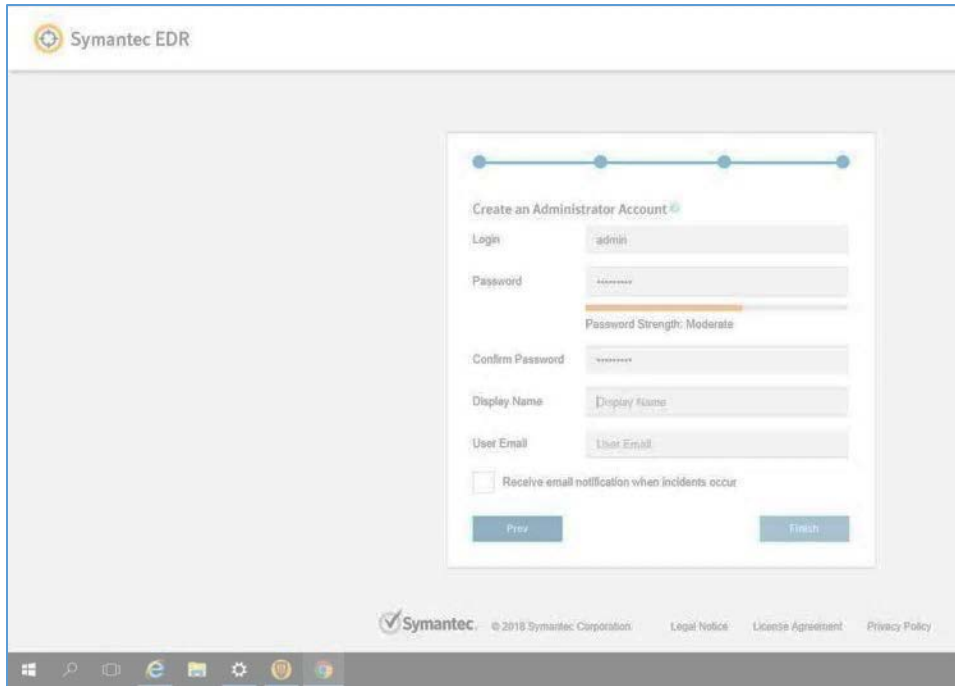 Symantec EDR
Create an Administrator Account
Login
admin
Password
•••••••••
Password Strength: Moderate
Confirm Password
•••••••••
Display Name
Display Name
User Email
User Email
Receive email notification when incidents occur
Prev
Finish
Symantec. © 2018 Symantec Corporation. Legal Notice License Agreement Privacy Policy